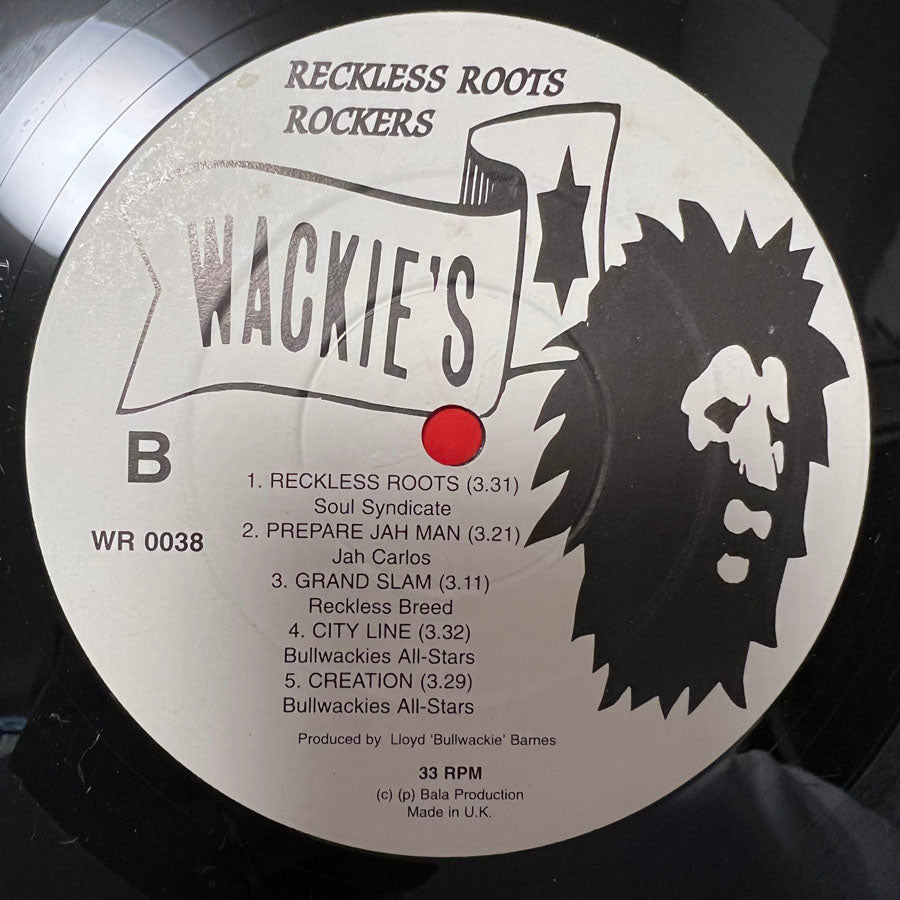 RECKLESS ROOTS
ROCKERS
WACKIE'S
B
WR 0038
1. RECKLESS ROOTS (3.31)
Soul Syndicate
2. PREPARE JAH MAN (3.21)
Jah Carlos
3. GRAND SLAM (3.11)
Reckless Breed
4. CITY LINE (3.32)
Bullwackies All-Stars
5. CREATION (3.29)
Bullwackies All-Stars
Produced by Lloyd 'Bullwackie' Barnes
33 RPM
(c) (p) Bala Production
Made in U.K.